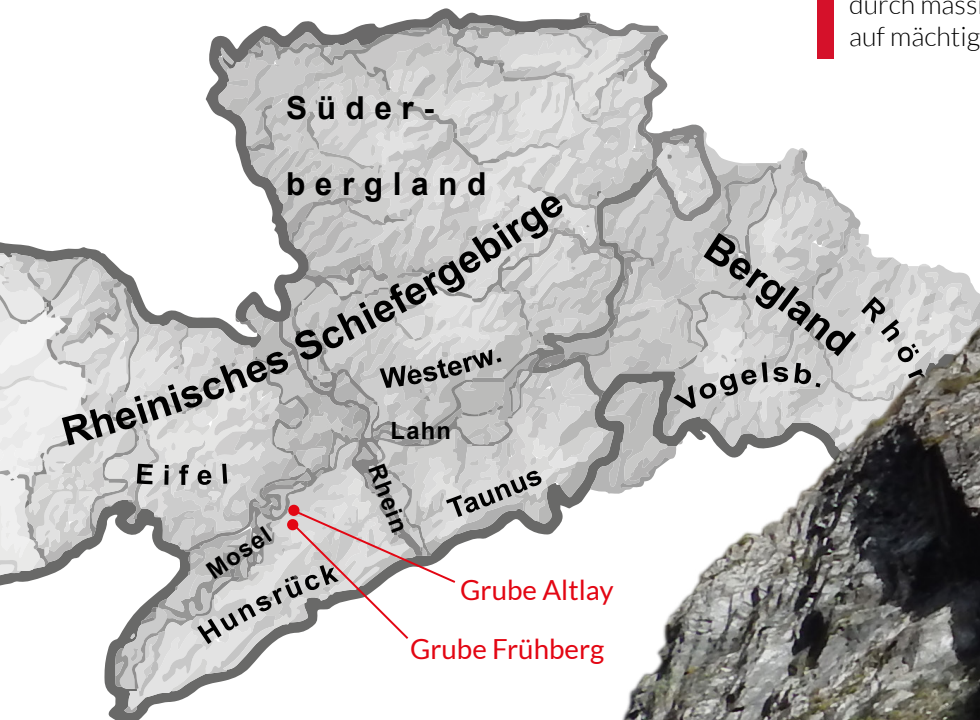 durch
auf mächtig
Süder-
bergland
Rheinisches Schiefergebirge
Bergland
Rhön
Westerw.
Vogelsb.
Lahn
Eifel
Rhein
Taunus
Mosel
Hunsrück
Grube Altlay
Grube Frühberg